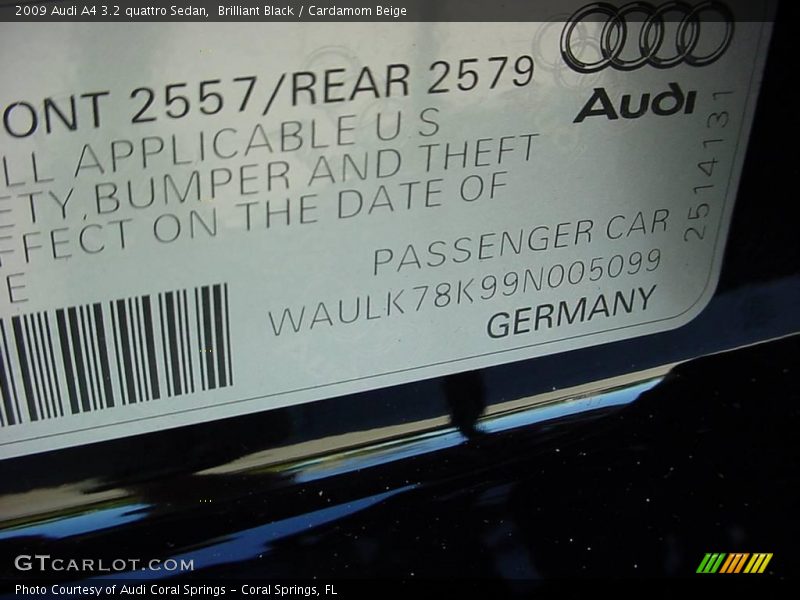 2009 Audi A4 3.2 quattro Sedan,  Brilliant Black / Cardamom Beige
ONT 2557/REAR 2579
Audi
LL APPLICABLE U S
ETY,BUMPER AND THEFT
FFECT ON THE DATE OF
E
PASSENGER CAR
WAULK78K99N005099
GERMANY
2514131
GTCARLOT.COM
Photo Courtesy of Audi Coral Springs – Coral Springs, FL